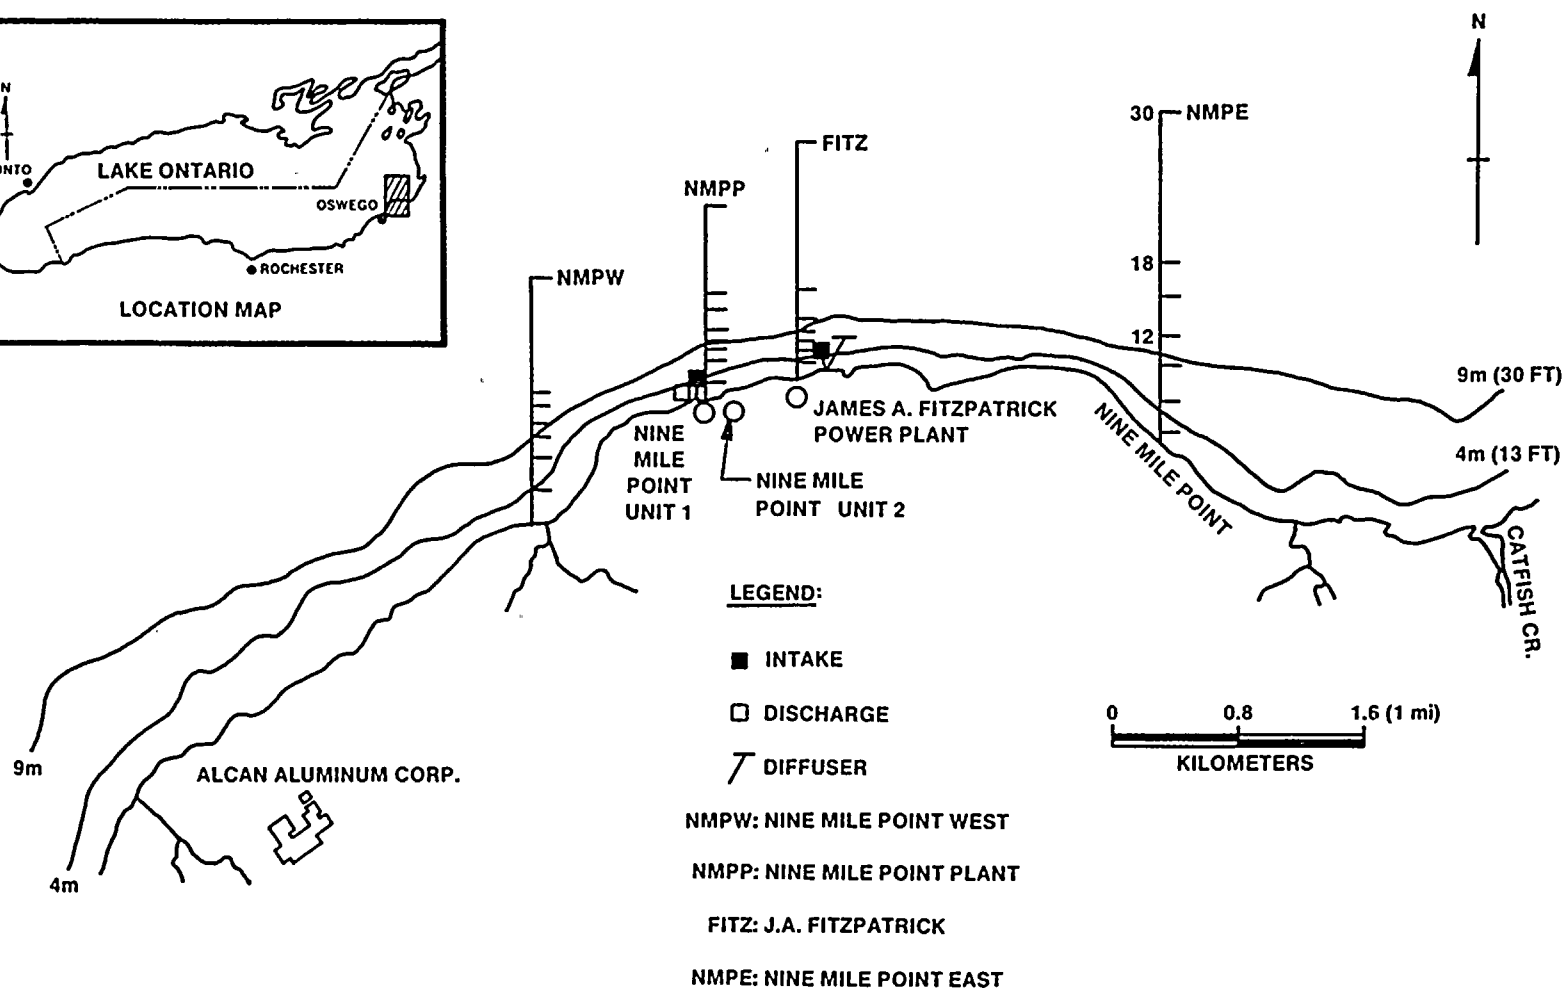 N
NTO
LAKE ONTARIO
OSWEGO
ROCHESTER
LOCATION MAP
N
30
NMPE
FITZ
NMPP
18
NMPW
12
9m (30 FT)
JAMES A. FITZPATRICK
POWER PLANT
NINE
MILE
POINT
UNIT 1
NINE MILE
POINT UNIT 2
NINE MILE POINT
4m (13 FT)
CATFISH CR.
LEGEND:
INTAKE
DISCHARGE
DIFFUSER
0 0.8 1.6 (1 mi)
KILOMETERS
9m
ALCAN ALUMINUM CORP.
4m
NMPW: NINE MILE POINT WEST
NMPP: NINE MILE POINT PLANT
FITZ: J.A. FITZPATRICK
NMPE: NINE MILE POINT EAST